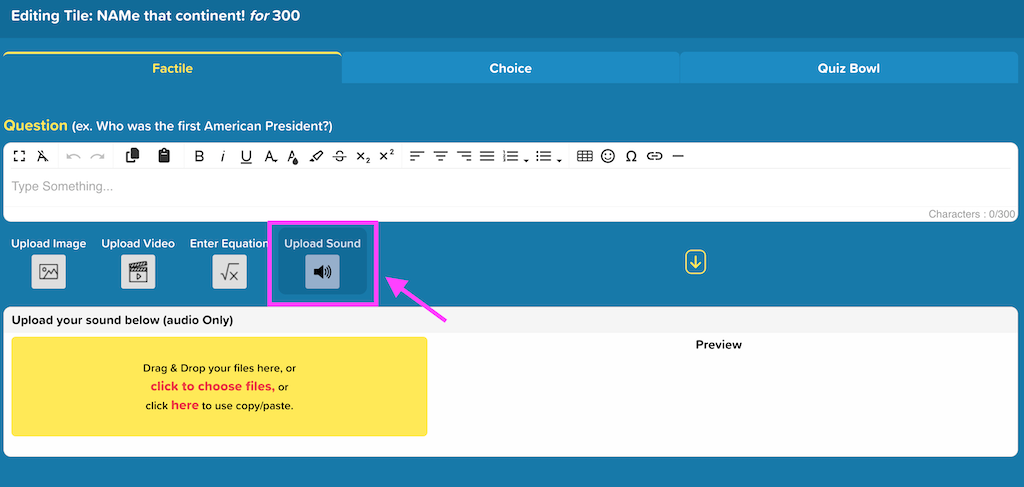 Editing Tile: NAMe that continent! for 300
Factile
Choice
Quiz Bowl
Question (ex. Who was the first American President?)
B i U A A S x₂ x² Ω
Type Something...
Characters : 0/300
Upload Image Upload Video Enter Equation Upload Sound
√x
Upload your sound below (audio Only)
Drag & Drop your files here, or
click to choose files, or
click here to use copy/paste.
Preview